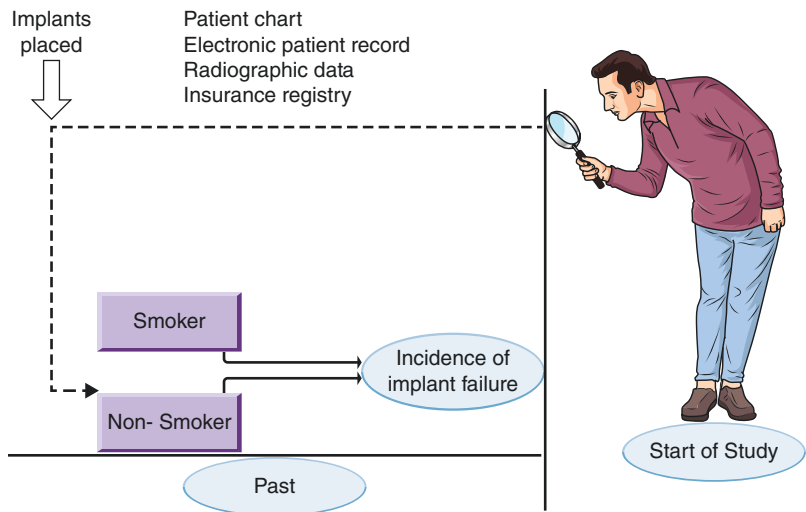 Implants
placed
Patient chart
Electronic patient record
Radiographic data
Insurance registry
Smoker
Incidence of
implant failure
Non- Smoker
Start of Study
Past